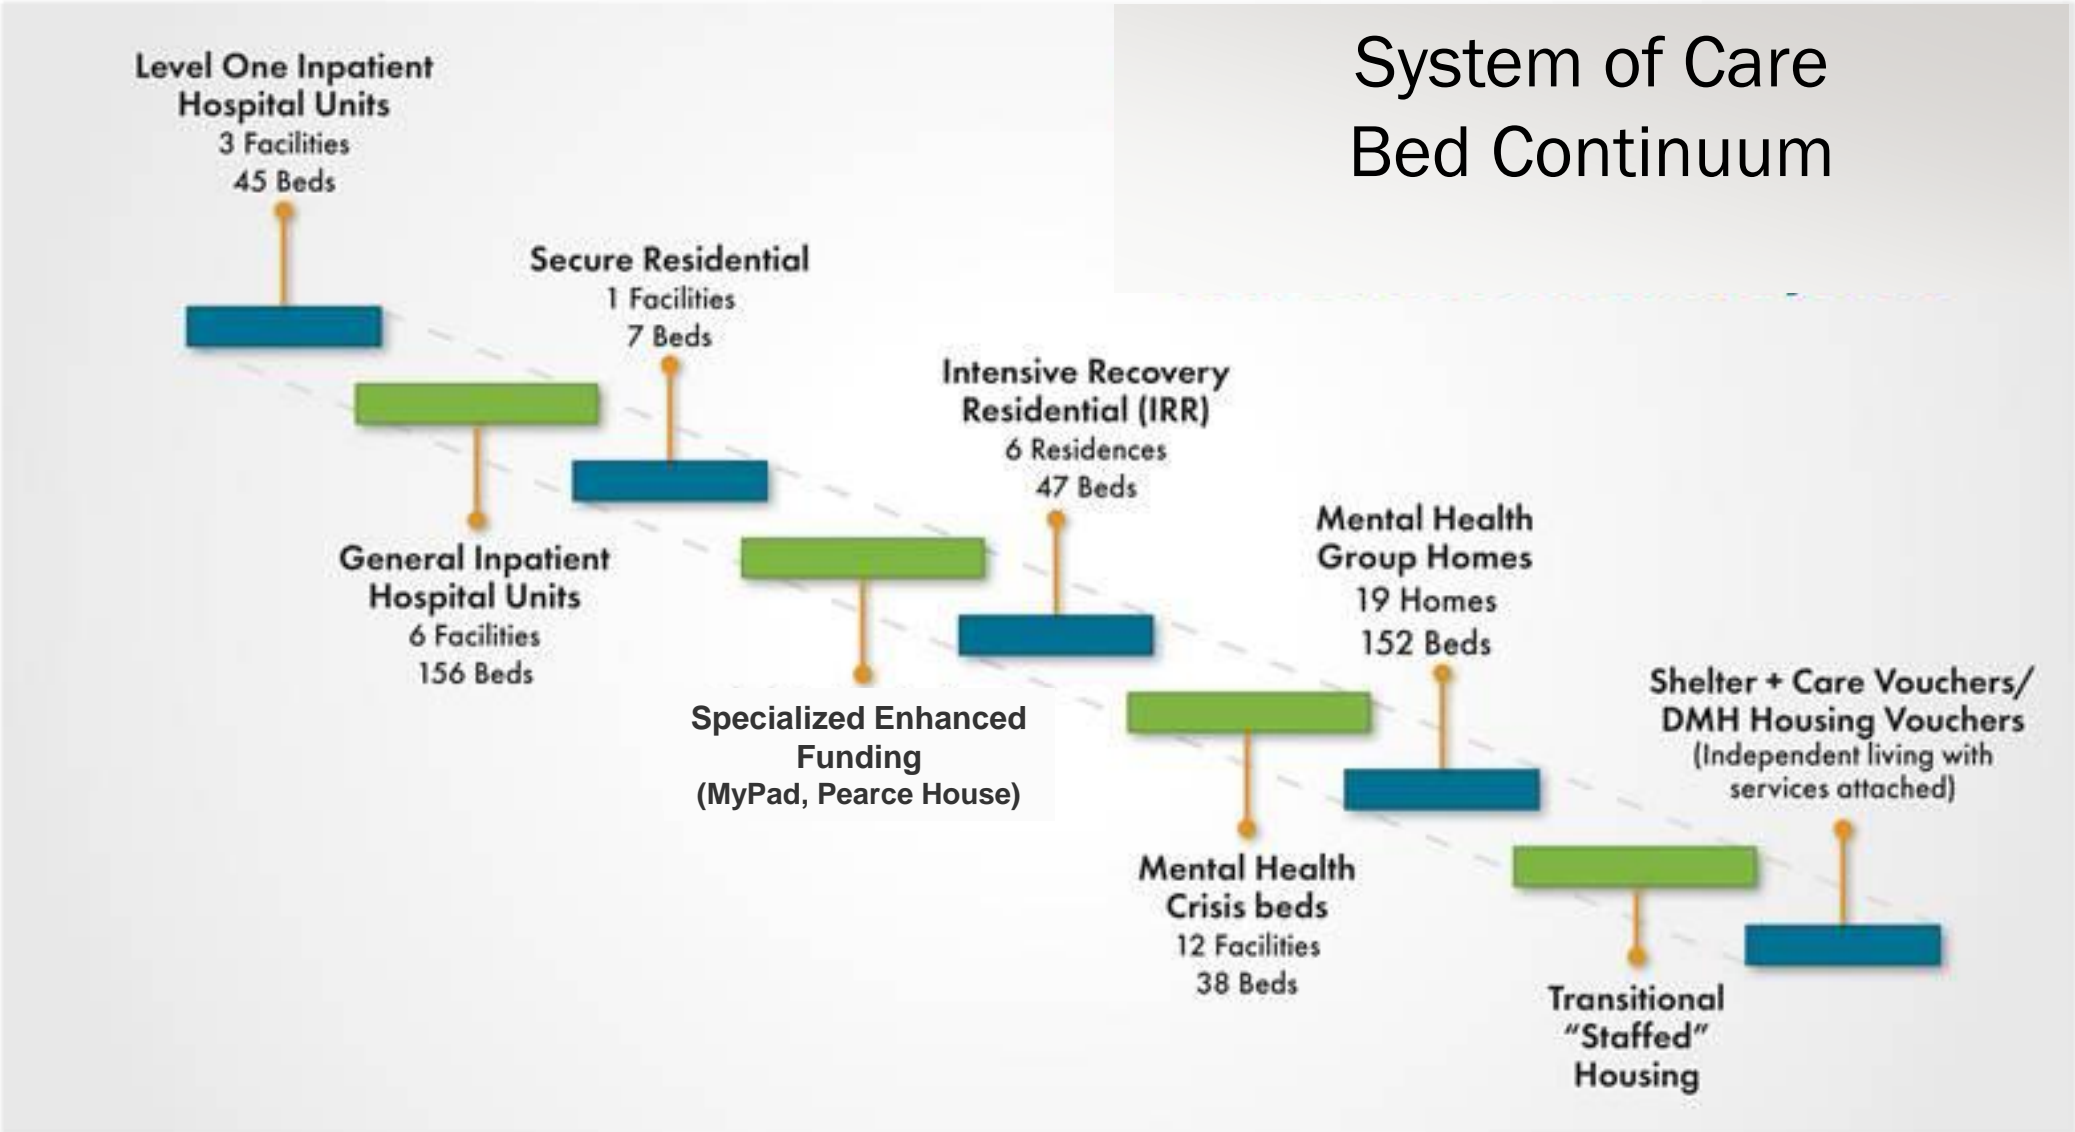 System of Care
Bed Continuum
Level One Inpatient
Hospital Units
3 Facilities
45 Beds
General Inpatient
Hospital Units
6 Facilities
156 Beds
Secure Residential
1 Facilities
7 Beds
Specialized Enhanced
Funding
(MyPad, Pearce House)
Intensive Recovery
Residential (IRR)
6 Residences
47 Beds
Mental Health
Crisis beds
12 Facilities
38 Beds
Mental Health
Group Homes
19 Homes
152 Beds
Transitional
“Staffed”
Housing
Shelter + Care Vouchers/
DMH Housing Vouchers
(Independent living with
services attached)